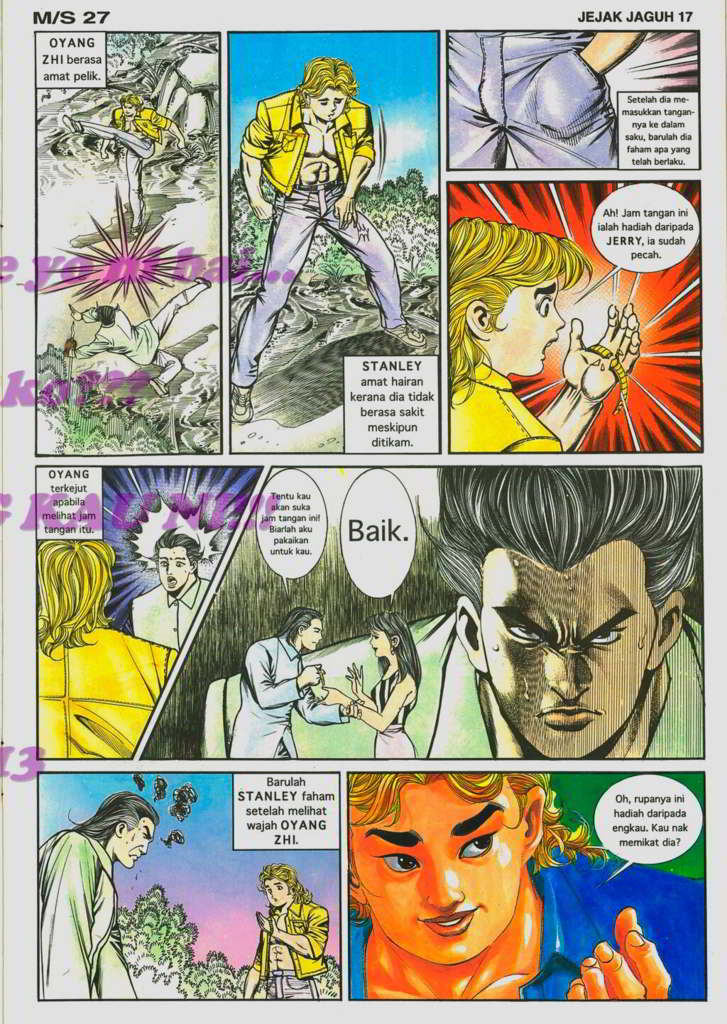 M/S 27
JEJAK JAGUH 17
OYANG
ZHI berasa
amat pelik.
STANLEY
amat hairan
kerana dia tidak
berasa sakit
meskipun
ditikam.
Setelah dia me-
masukkan tangan-
nya ke dalam
saku, barulah dia
faham apa yang
telah berlaku.
Ah! Jam tangan ini
ialah hadiah daripada
JERRY, ia sudah
pecah.
OYANG
terkejut
apabila
melihat jam
tangan itu.
Tentu kau
akan suka
jam tangan ini!
Biarlah aku
pakaikan
untuk kau.
Baik.
Barulah
STANLEY faham
setelah melihat
wajah OYANG
ZHI.
Oh, rupanya ini
hadiah daripada
engkau. Kau nak
memikat dia?